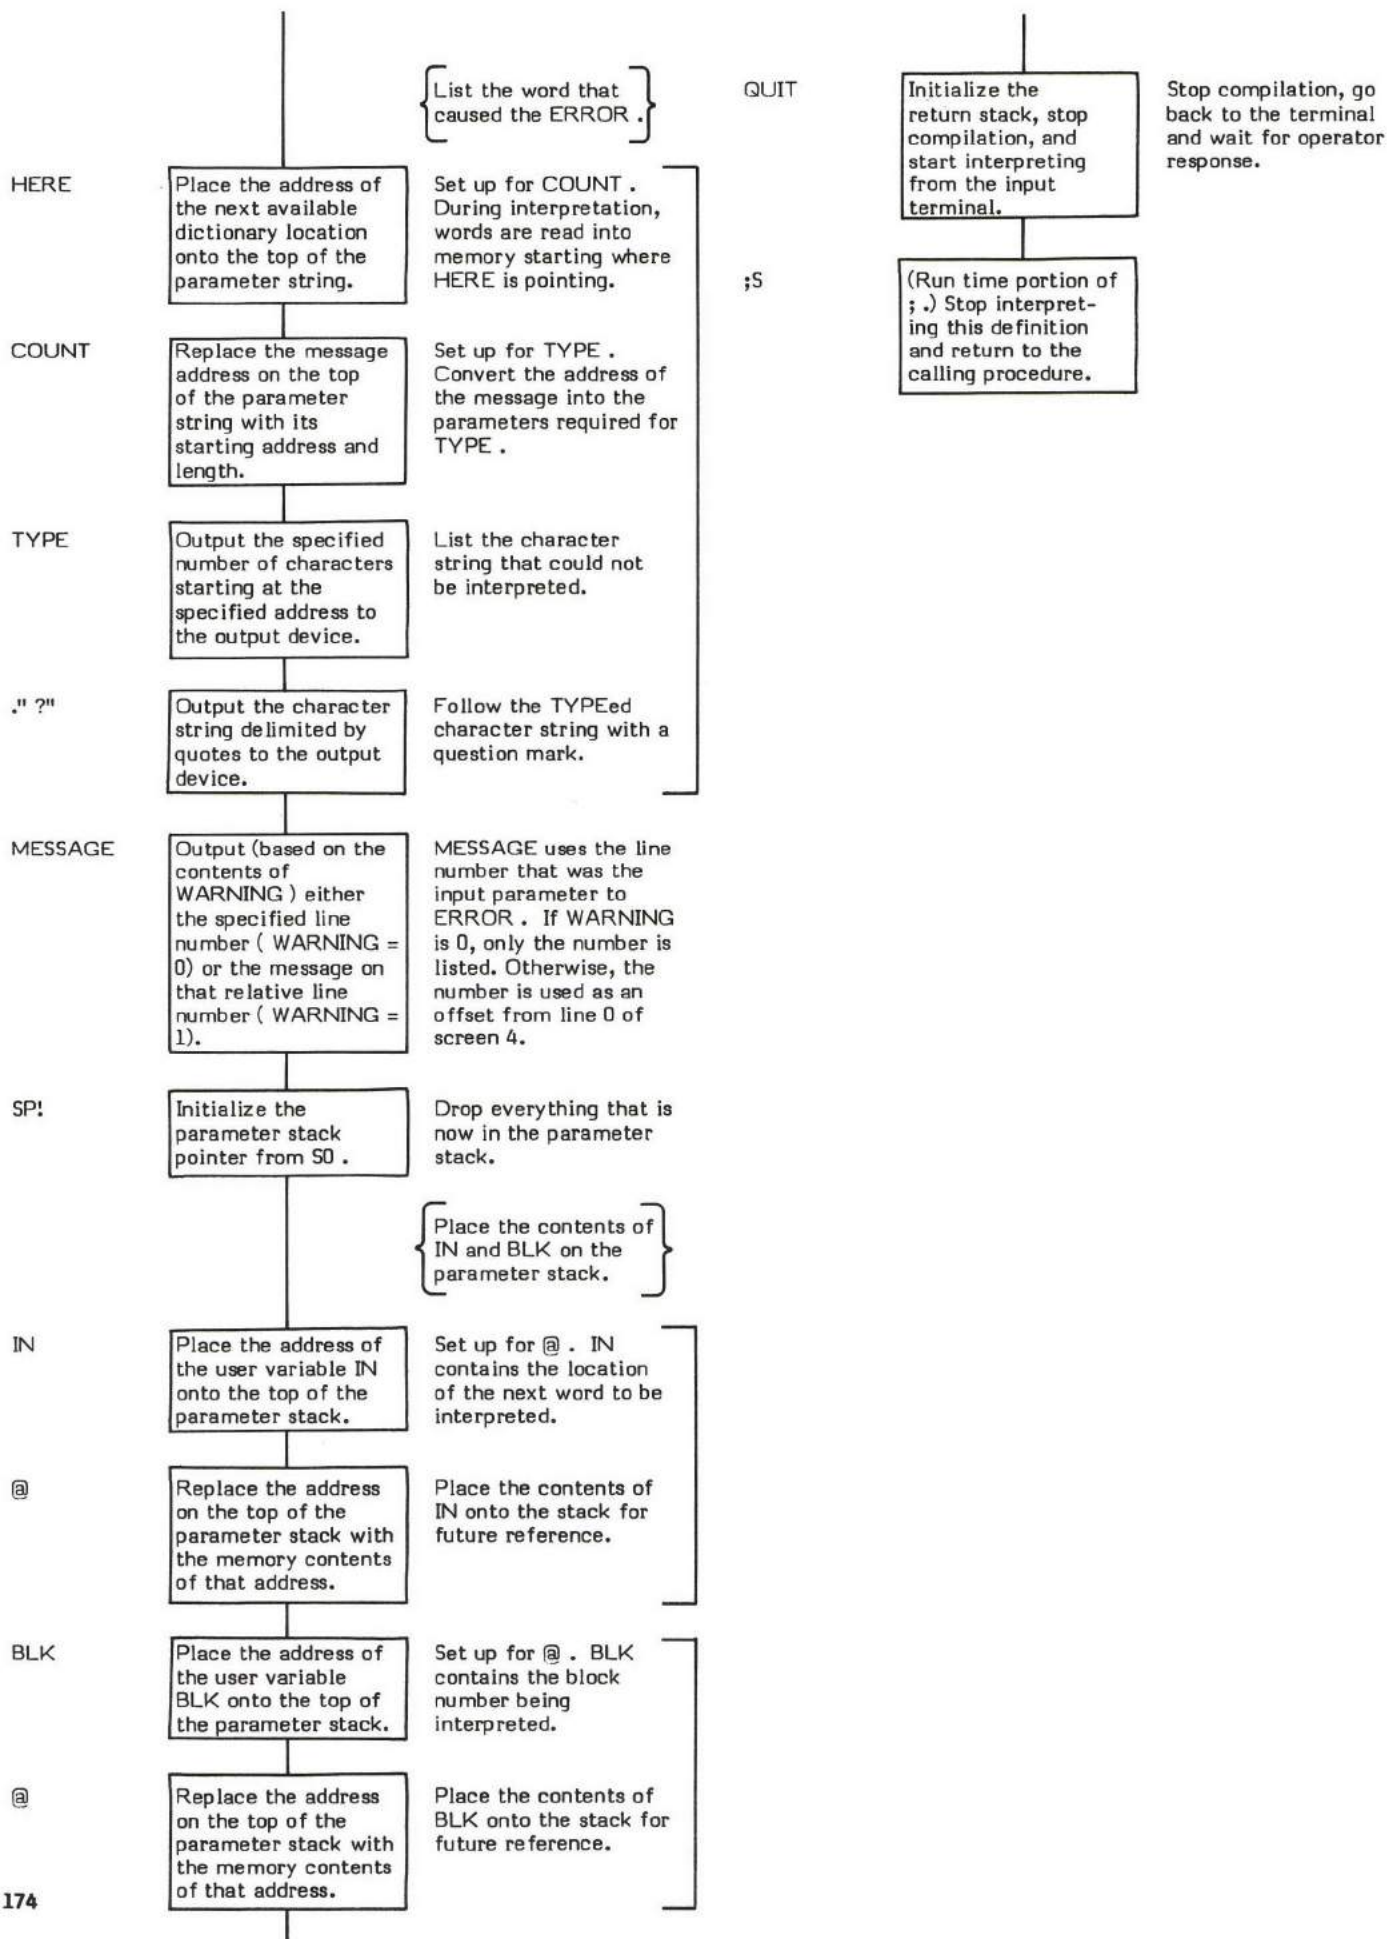 List the word that
caused the ERROR .
HERE
Place the address of
the next available
dictionary location
onto the top of the
parameter string.
Set up for COUNT .
During interpretation,
words are read into
memory starting where
HERE is pointing.
COUNT
Replace the message
address on the top
of the parameter
string with its
starting address and
length.
Set up for TYPE .
Convert the address of
the message into the
parameters required for
TYPE .
TYPE
Output the specified
number of characters
starting at the
specified address to
the output device.
List the character
string that could not
be interpreted.
." ?"
Output the character
string delimited by
quotes to the output
device.
Follow the TYPEed
character string with a
question mark.
MESSAGE
Output (based on the
contents of
WARNING ) either
the specified line
number ( WARNING =
0) or the message on
that relative line
number ( WARNING =
1).
MESSAGE uses the line
number that was the
input parameter to
ERROR . If WARNING
is 0, only the number is
listed. Otherwise, the
number is used as an
offset from line 0 of
screen 4.
SP!
Initialize the
parameter stack
pointer from S0 .
Drop everything that is
now in the parameter
stack.
Place the contents of
IN and BLK on the
parameter stack.
IN
Place the address of
the user variable IN
onto the top of the
parameter stack.
Set up for @ . IN
contains the location
of the next word to be
interpreted.
@
Replace the address
on the top of the
parameter stack with
the memory contents
of that address.
Place the contents of
IN onto the stack for
future reference.
BLK
Place the address of
the user variable
BLK onto the top of
the parameter stack.
Set up for @ . BLK
contains the block
number being
interpreted.
@
Replace the address
on the top of the
parameter stack with
the memory contents
of that address.
Place the contents of
BLK onto the stack for
future reference.
174
QUIT
Initialize the
return stack, stop
compilation, and
start interpreting
from the input
terminal.
Stop compilation, go
back to the terminal
and wait for operator
response.
;S
(Run time portion of
; .) Stop interpret-
ing this definition
and return to the
calling procedure.